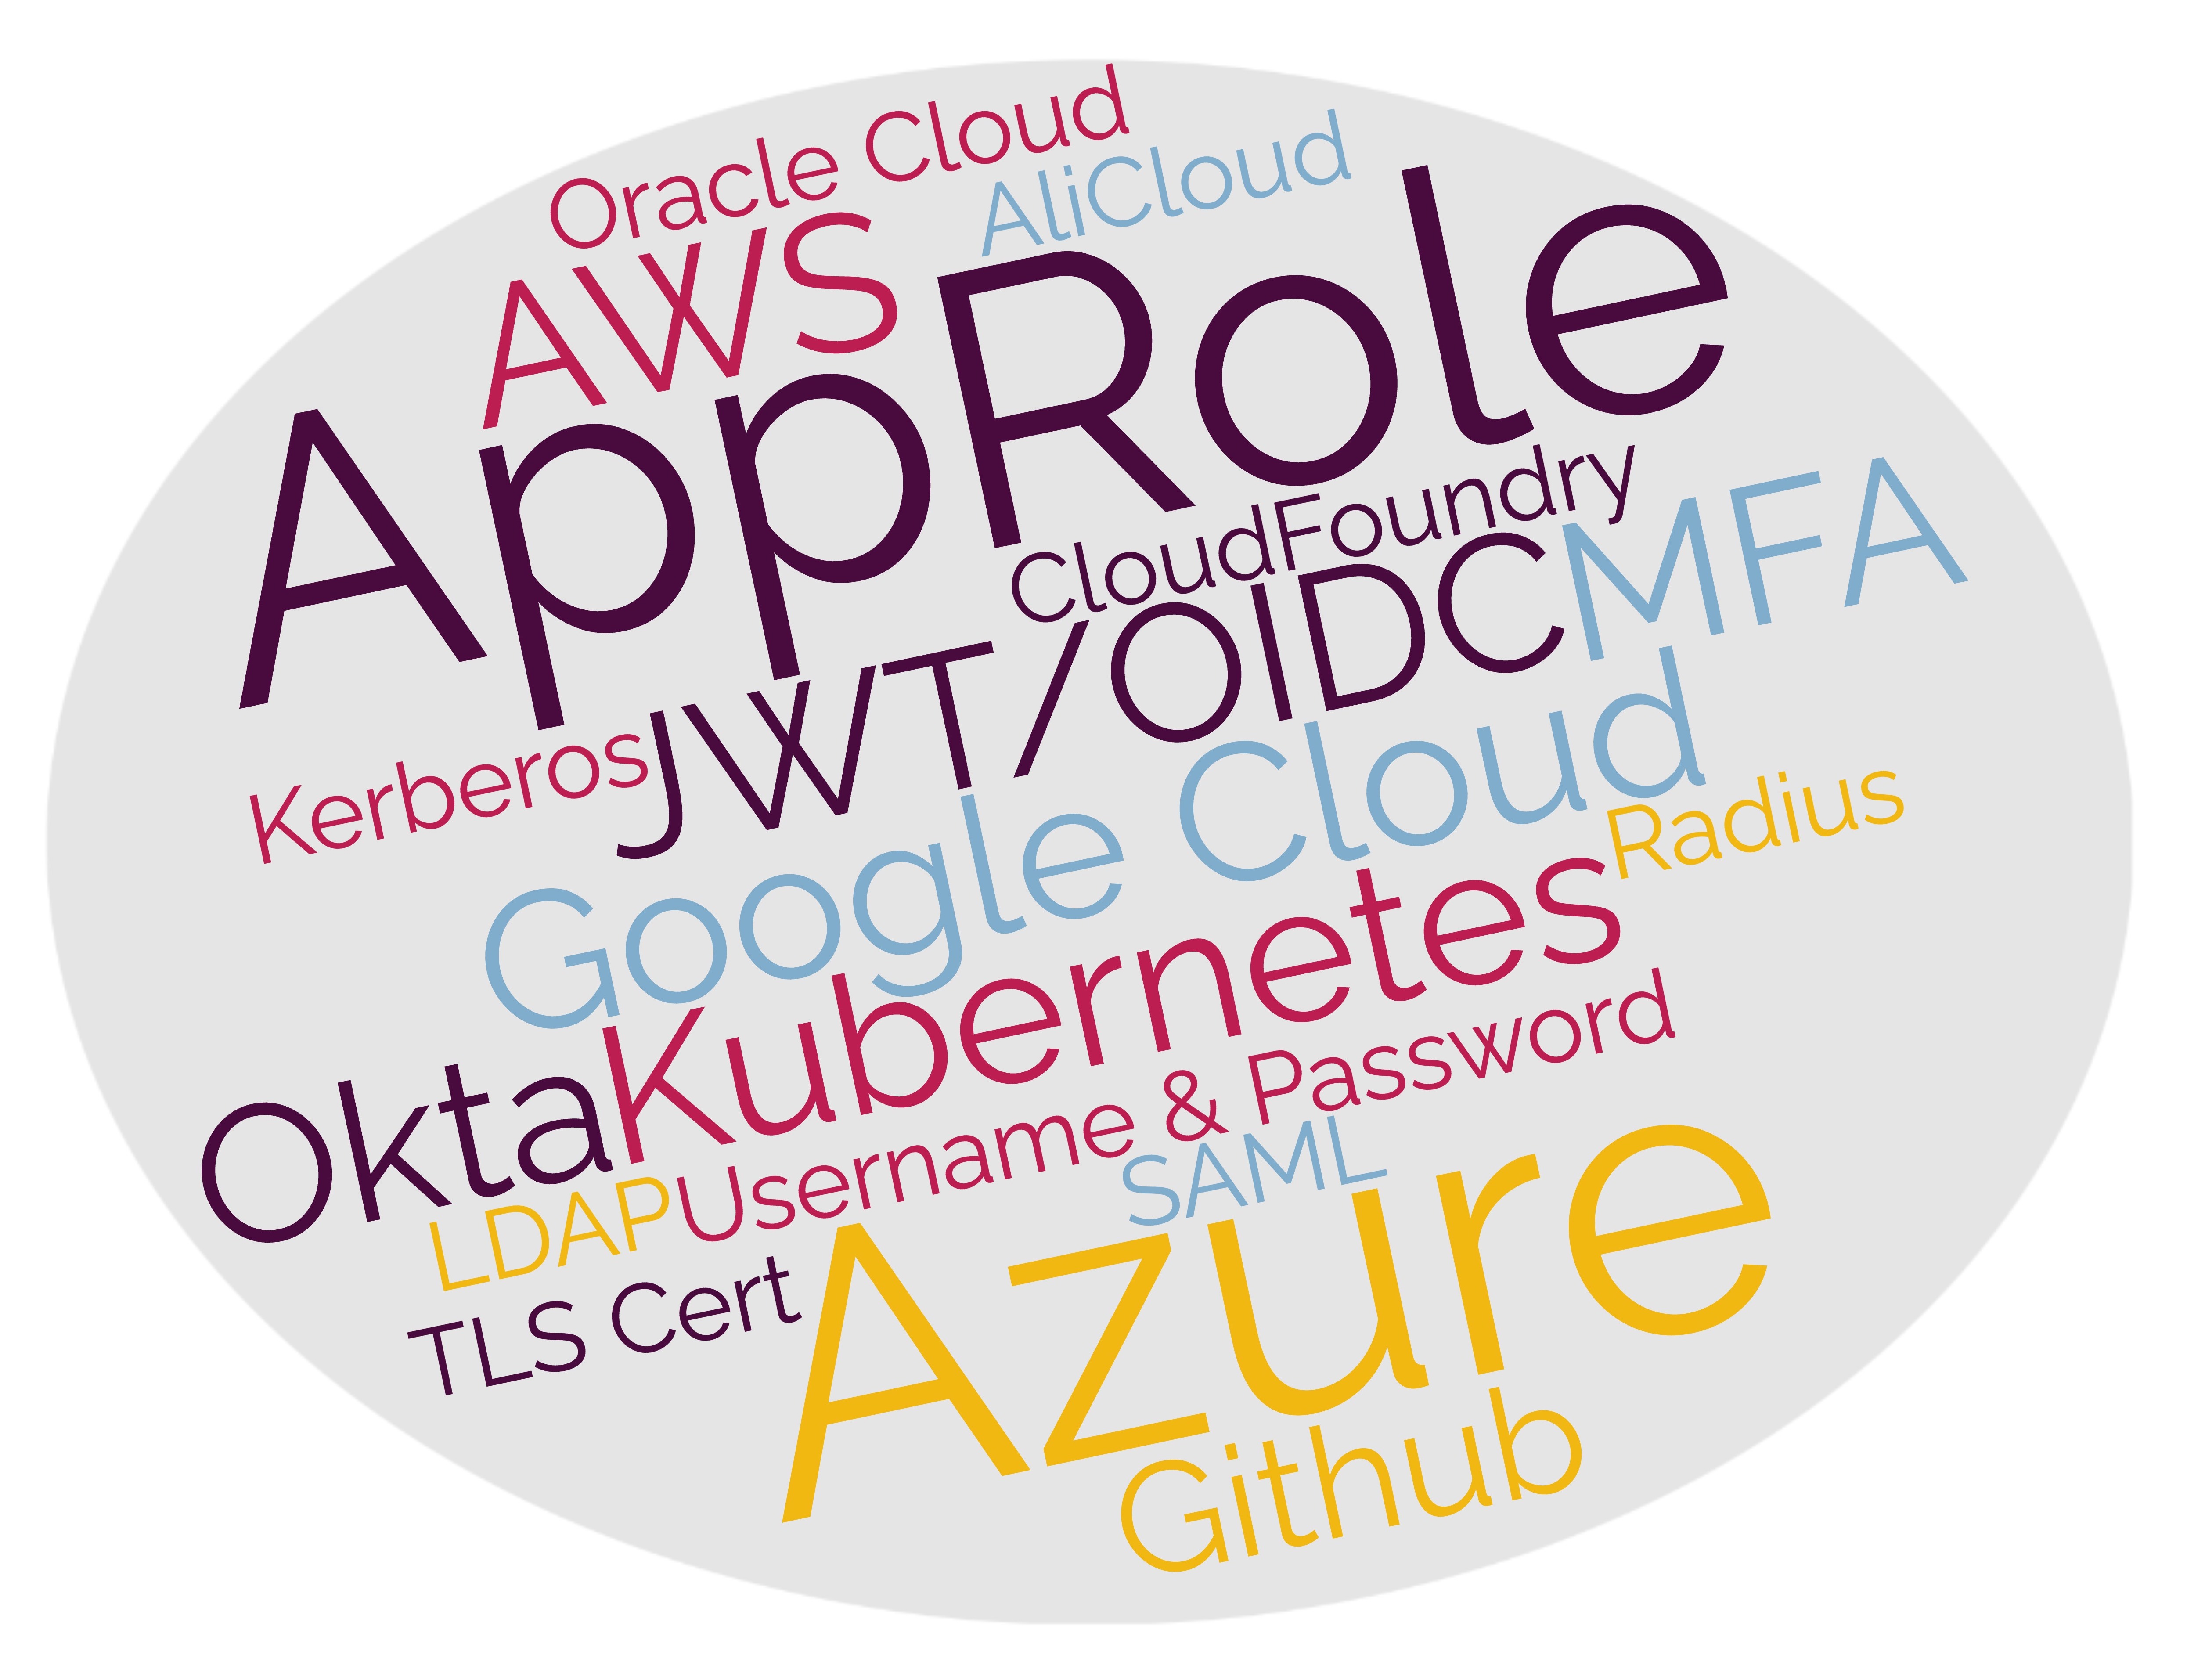 Oracle Cloud
AliCloud
AWS
AppRole
CloudFoundry
MFA
JWT/OIDC
Kerberos
Google Cloud
Radius
Kubernetes
Okta
Username & Password
LDAP
SAML
TLS Cert
Azure
Github